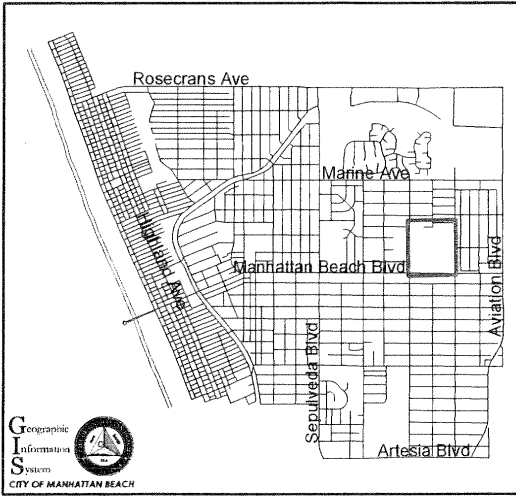 Rosecrans Ave
Marine Ave
Highland Ave
Manhattan Beach Blvd
Aviation Blvd
Sepulveda Blvd
Artesia Blvd
Geographic
Information
System
CITY OF MANHATTAN BEACH